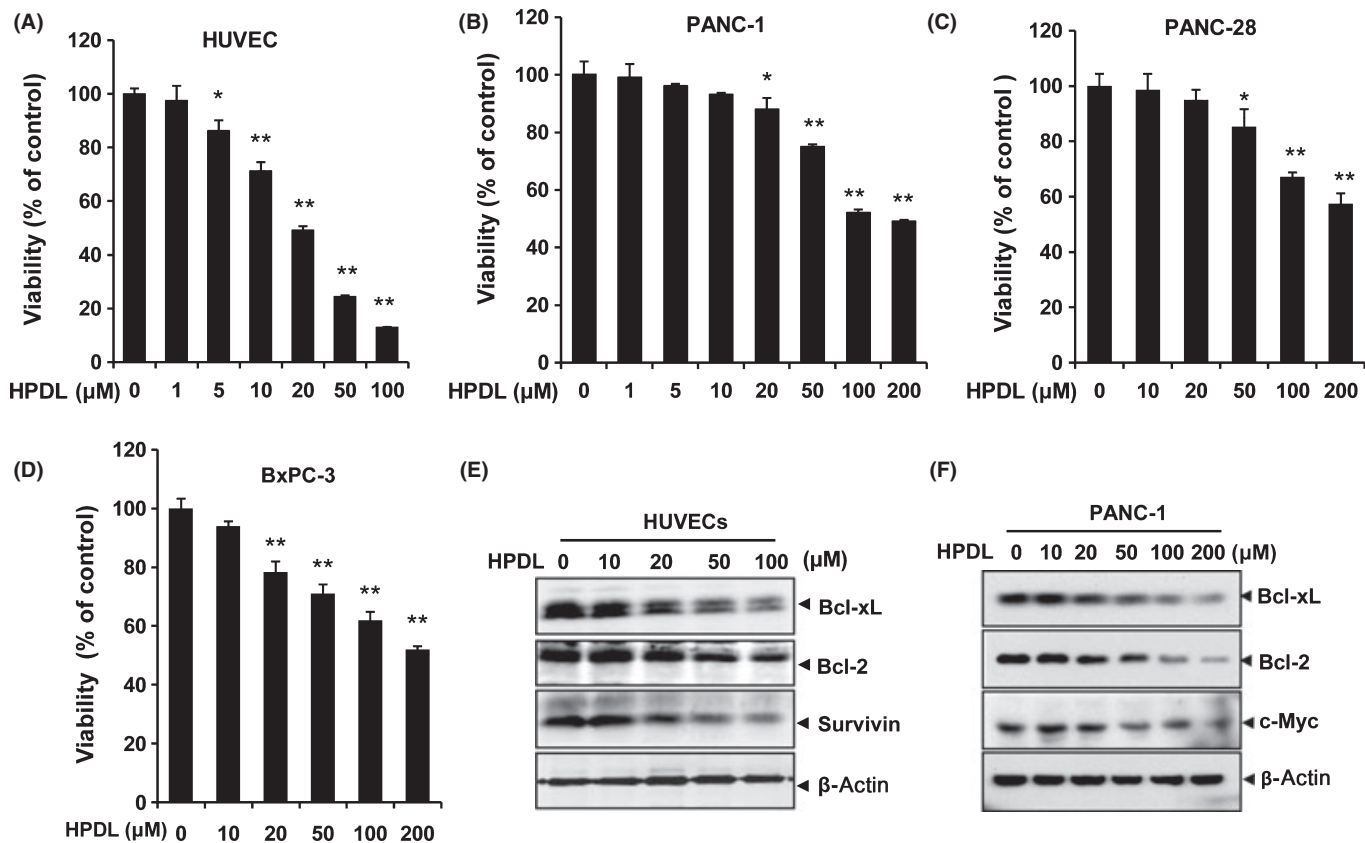 (A)
HUVEC
Viability (% of control)
120
100
80
60
40
20
0
HPDL (µM) 0 1 5 10 20 50 100
* ** ** ** **
(B)
PANC-1
Viability (% of control)
120
100
80
60
40
20
0
HPDL (µM) 0 1 5 10 20 50 100 200
* ** ** **
(C)
PANC-28
Viability (% of control )
120
100
80
60
40
20
0
HPDL (µM) 0 10 20 50 100 200
* ** **
(D)
BxPC-3
Viability (% of control)
120
100
80
60
40
20
0
HPDL (µM) 0 10 20 50 100 200
** ** ** **
(E)
HUVECs
HPDL 0 10 20 50 100 (µM)
Bcl-xL
Bcl-2
Survivin
β-Actin
(F)
PANC-1
HPDL 0 10 20 50 100 200 (µM)
Bcl-xL
Bcl-2
c-Myc
β-Actin